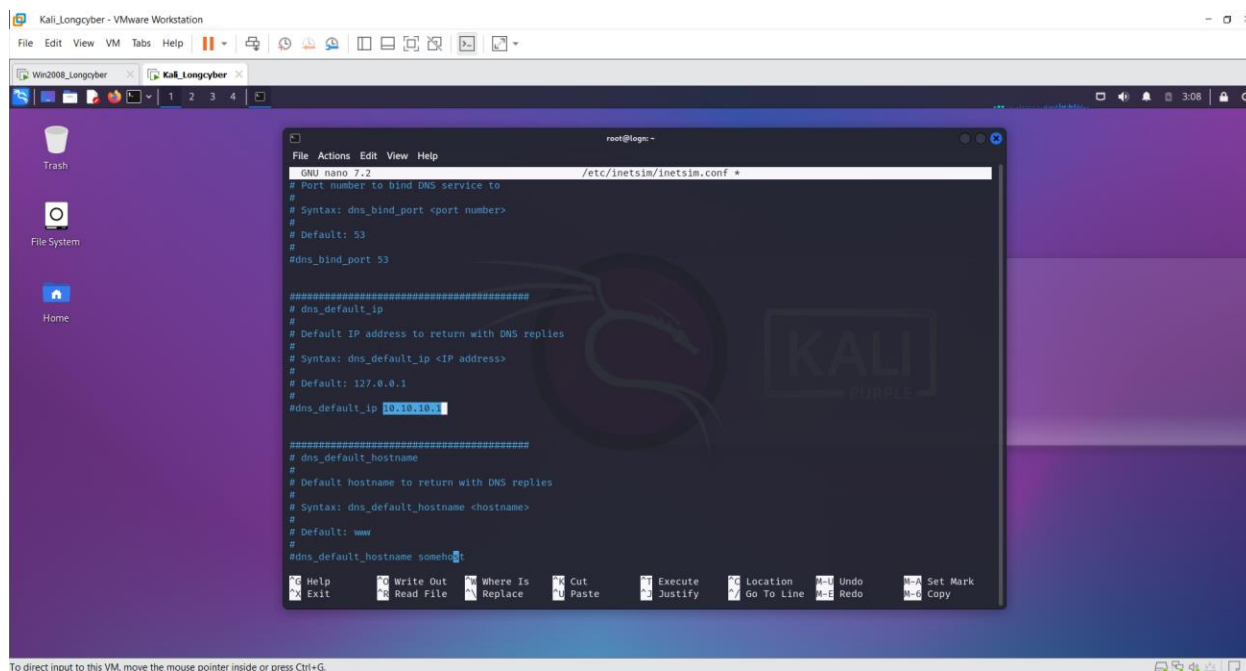 Kali_Longcyber - VMware Workstation
File Edit View VM Tabs Help
Win2008_Longcyber Kali_Longcyber
1 2 3 4 3:08
Trash
File System
Home
root@logn: ~
File Actions Edit View Help
GNU nano 7.2 /etc/inetsim/inetsim.conf *
# Port number to bind DNS service to
#
# Syntax: dns_bind_port <port number>
#
# Default: 53
#
#dns_bind_port 53
#########################################
# dns_default_ip
#
# Default IP address to return with DNS replies
#
# Syntax: dns_default_ip <IP address>
#
# Default: 127.0.0.1
#
#dns_default_ip 10.10.10.1
#########################################
# dns_default_hostname
#
# Default hostname to return with DNS replies
#
# Syntax: dns_default_hostname <hostname>
#
# Default: www
#
#dns_default_hostname somehost
^G Help ^O Write Out ^W Where Is ^K Cut ^T Execute ^C Location M-U Undo M-A Set Mark
^X Exit ^R Read File ^\ Replace ^U Paste ^J Justify ^/ Go To Line M-E Redo M-6 Copy
KALI
PURPLE
To direct input to this VM, move the mouse pointer inside or press Ctrl+G.